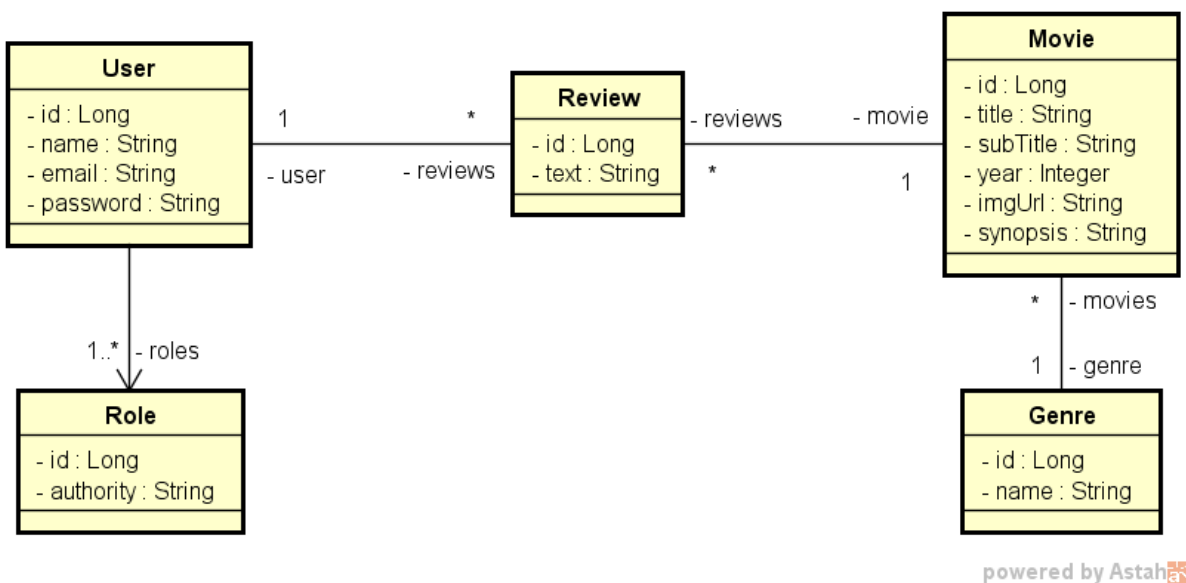 User
- id : Long
- name : String
- email : String
- password : String
1
- user
*
- reviews
Review
- id : Long
- text : String
- reviews
*
- movie
1
Movie
- id : Long
- title : String
- subTitle : String
- year : Integer
- imgUrl : String
- synopsis : String
* - movies
1 - genre
Genre
- id : Long
- name : String
1..* - roles
Role
- id : Long
- authority : String
powered by Astah